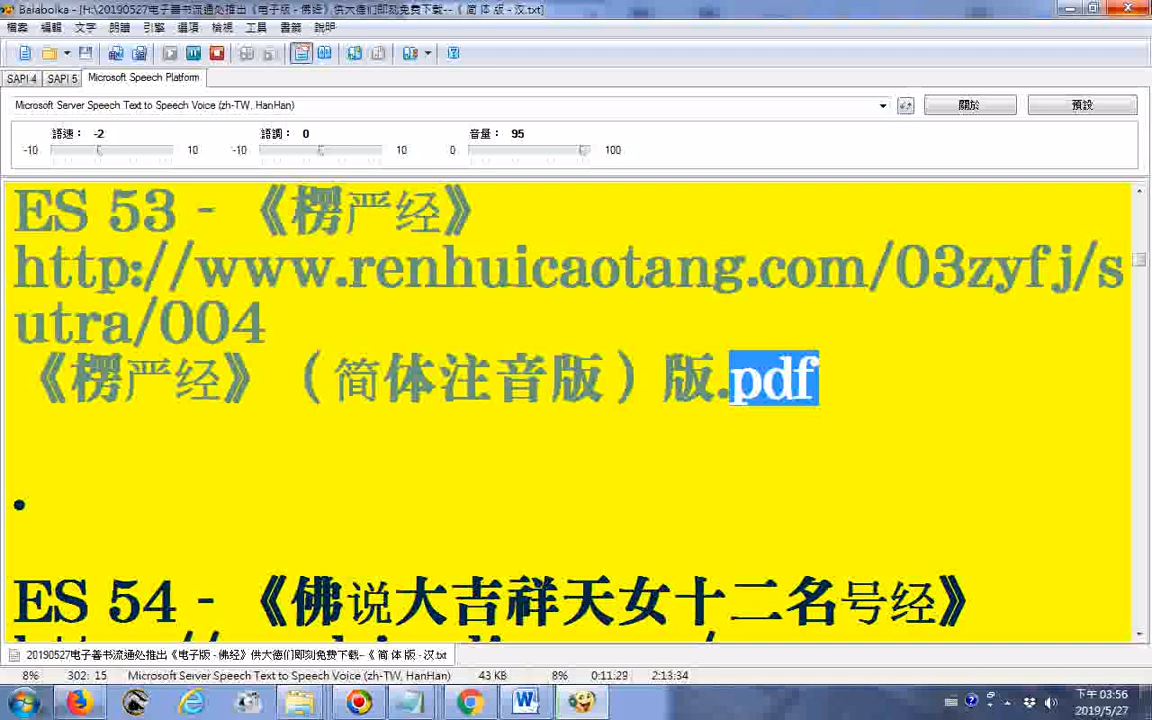 Balabolka - [H:\20190527电子善书流通处推出《电子版 - 佛经》供大德们即刻免费下载--《 简 体 版 - 汉.txt]
檔案 編輯 文字 朗讀 引擎 選項 檢視 工具 書籤 說明
SAPI 4 SAPI 5 Microsoft Speech Platform
Microsoft Server Speech Text to Speech Voice (zh-TW, HanHan) 關於 預設
語速： -2 語調： 0 音量： 95
-10 10 -10 10 0 100
ES 53 - 《楞严经》
http://www.renhuicaotang.com/03zyfj/s
utra/004
《楞严经》（简体注音版）版.pdf
•
ES 54 - 《佛说大吉祥天女十二名号经》
20190527电子善书流通处推出《电子版 - 佛经》供大德们即刻免费下载--《 简 体 版 - 汉.txt
8% 302: 15 Microsoft Server Speech Text to Speech Voice (zh-TW, HanHan) 43 KB 8% 0:11:29 2:13:34
下午 03:56
2019/5/27